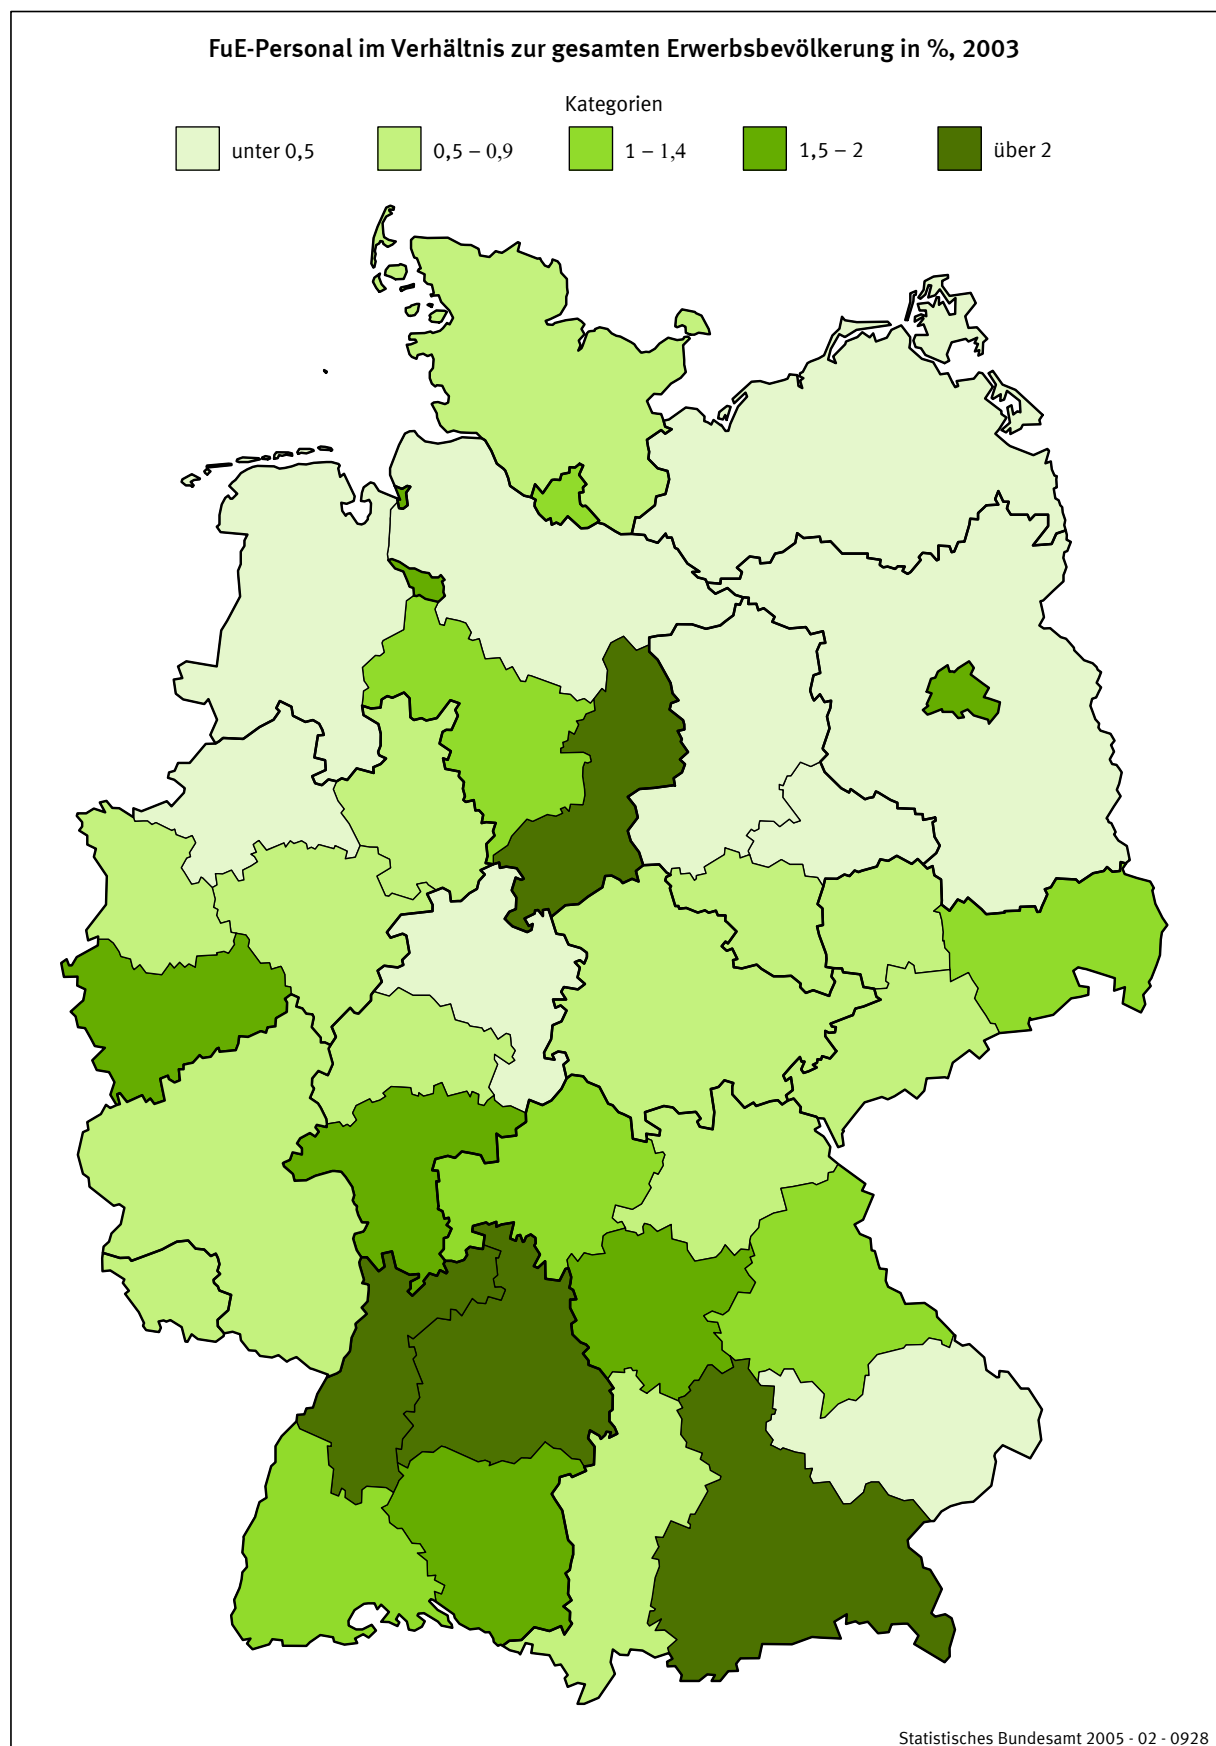 FuE-Personal im Verhältnis zur gesamten Erwerbsbevölkerung in %, 2003
Kategorien
unter 0,5
0,5 – 0,9
1 – 1,4
1,5 – 2
über 2
Statistisches Bundesamt 2005 - 02 - 0928